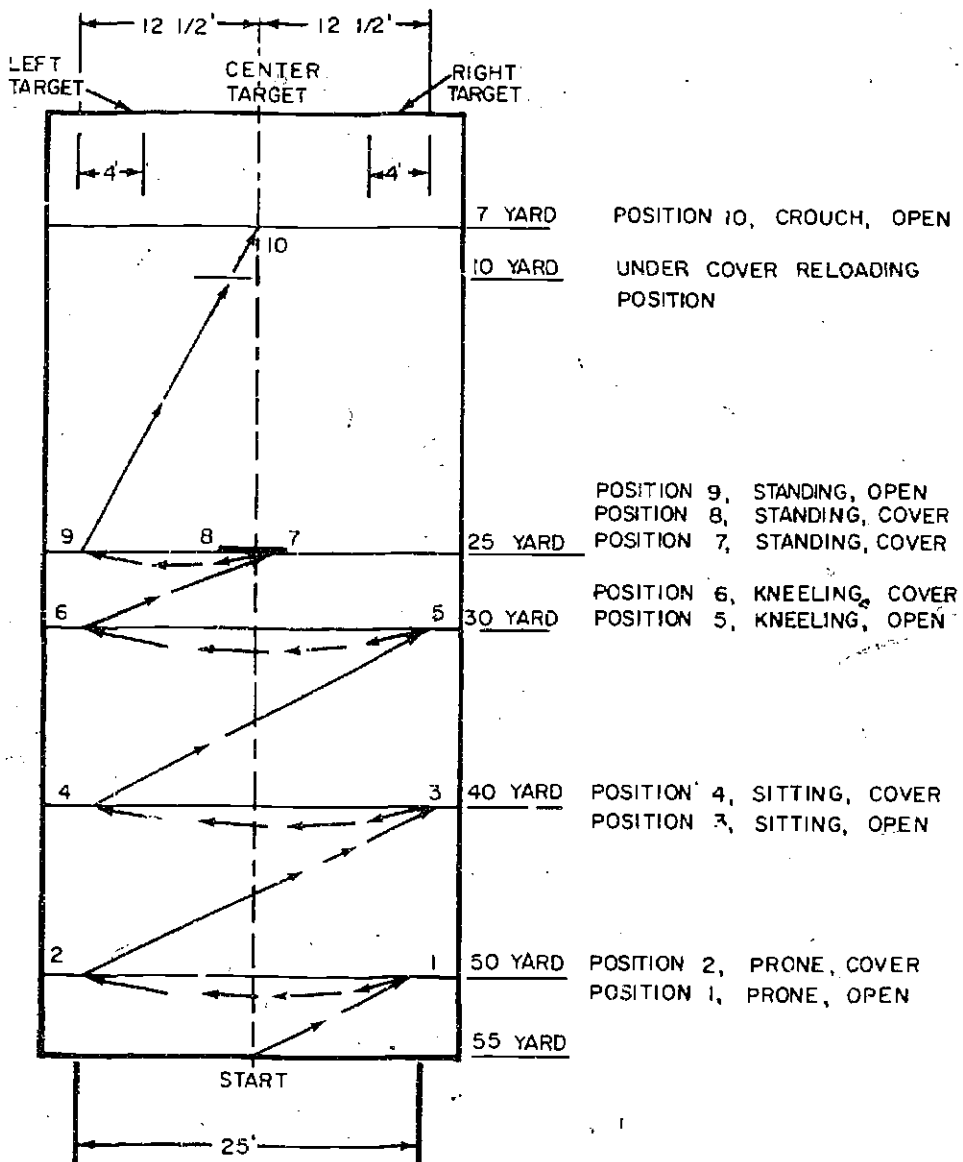 12 1/2' 12 1/2'
LEFT TARGET
CENTER TARGET
RIGHT TARGET
4' 4'
7 YARD POSITION 10, CROUCH, OPEN
10
10 YARD UNDER COVER RELOADING
POSITION
POSITION 9, STANDING, OPEN
POSITION 8, STANDING, COVER
9 8 7 25 YARD POSITION 7, STANDING, COVER
POSITION 6, KNEELING, COVER
6 5 30 YARD POSITION 5, KNEELING, OPEN
4 3 40 YARD POSITION 4, SITTING, COVER
POSITION 3, SITTING, OPEN
2 1 50 YARD POSITION 2, PRONE, COVER
POSITION 1, PRONE, OPEN
55 YARD
START
25'